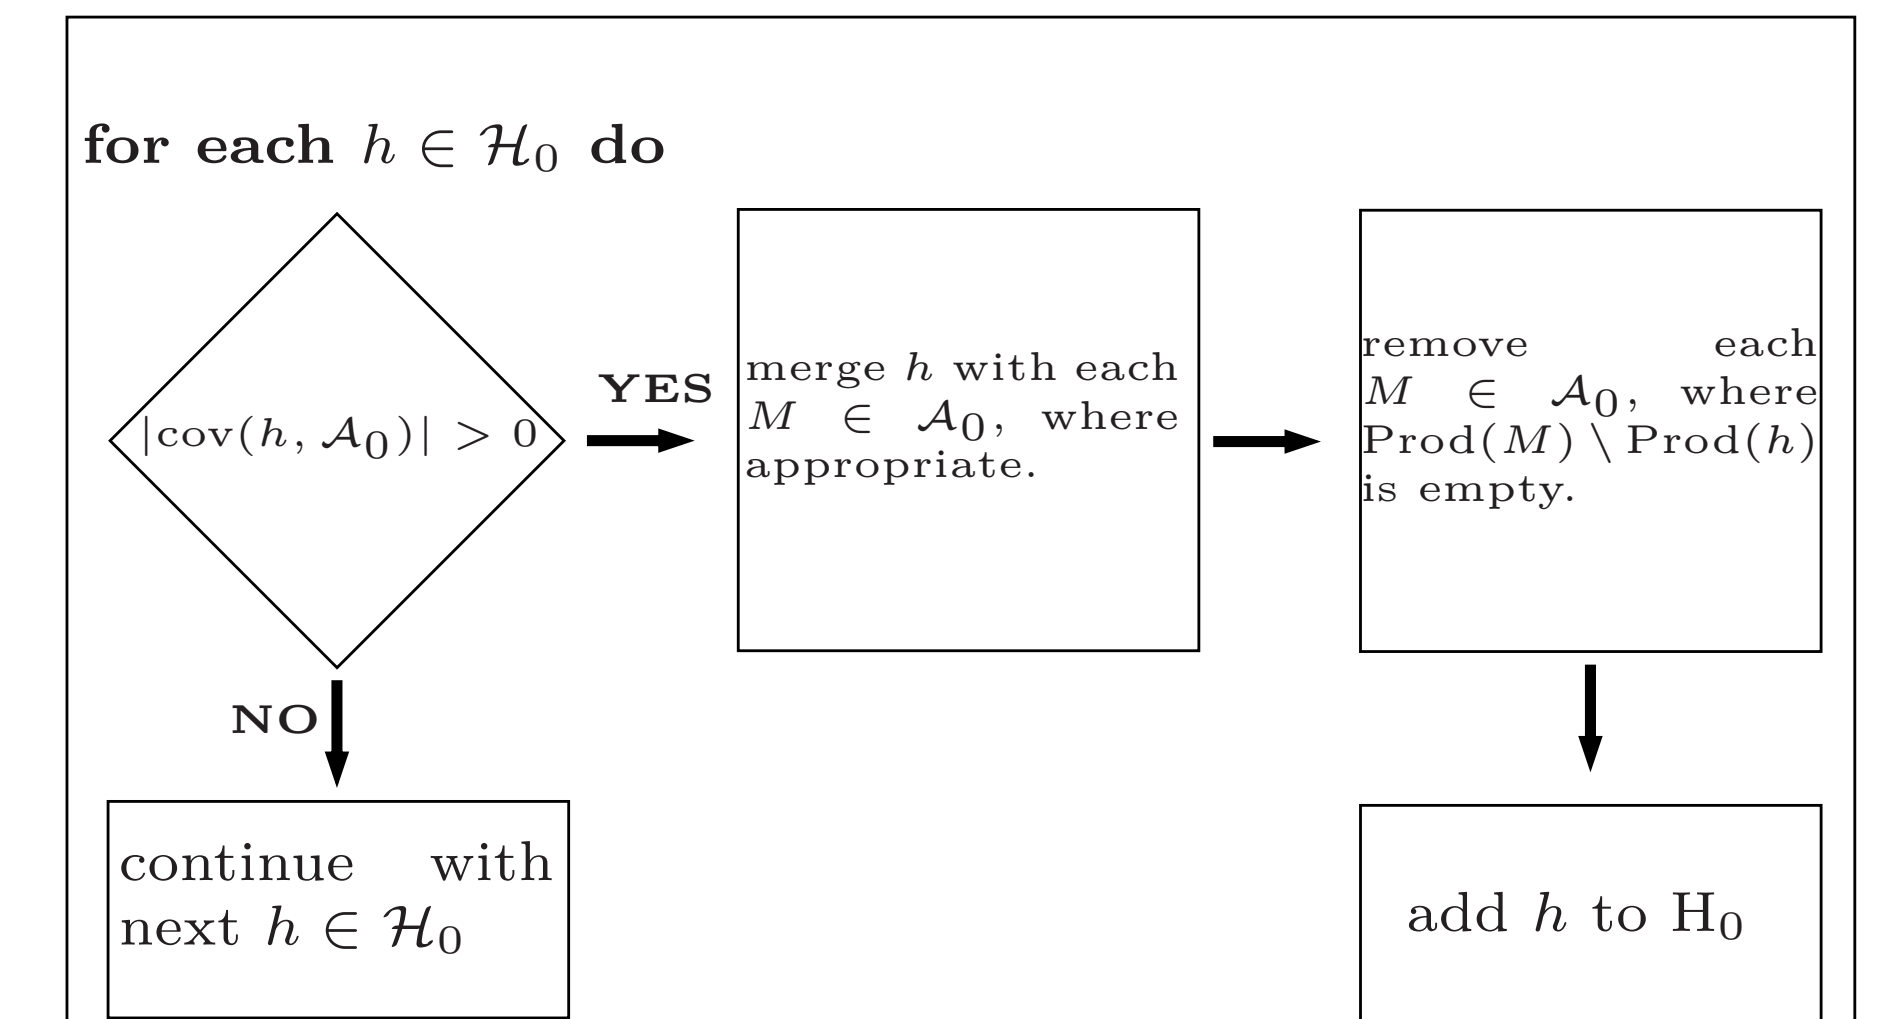 for each h ∈ ℋ₀ do
|cov(h, 𝒜₀)| > 0
YES
merge h with each
M ∈ 𝒜₀, where
appropriate.
remove each
M ∈ 𝒜₀, where
Prod(M) \ Prod(h)
is empty.
NO
continue with
next h ∈ ℋ₀
add h to H₀